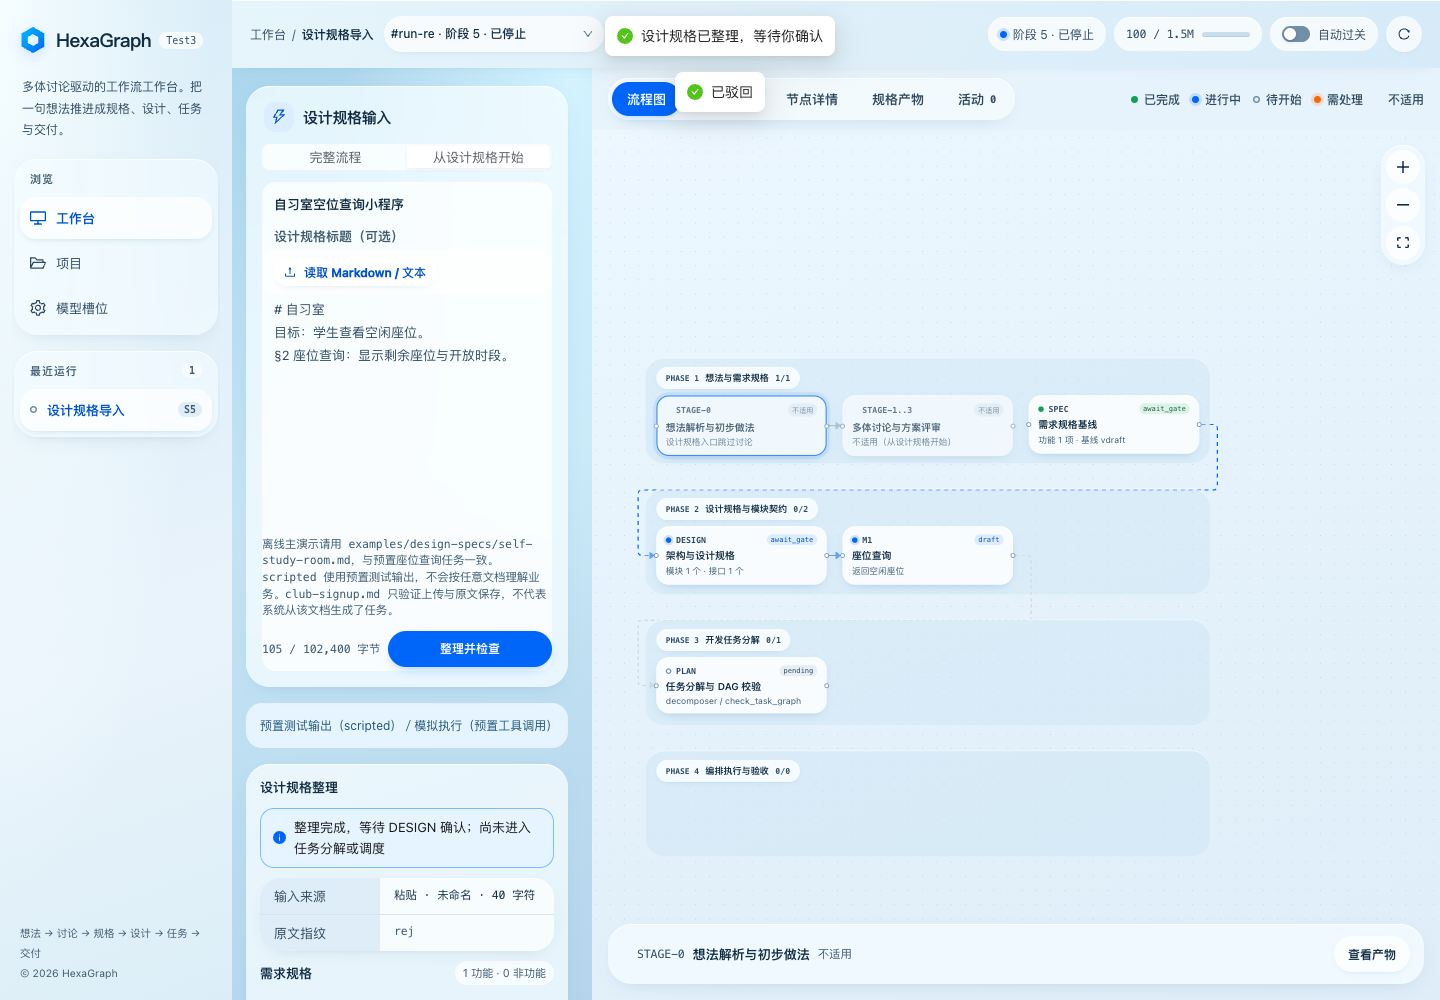 HexaGraph Test3
多体讨论驱动的工作流工作台。把
一句想法推进成规格、设计、任务
与交付。
浏览
工作台
项目
模型槽位
最近运行 1
设计规格导入 S5
想法 → 讨论 → 规格 → 设计 → 任务 →
交付
© 2026 HexaGraph
工作台 / 设计规格导入
#run-re · 阶段 5 · 已停止
设计规格已整理，等待你确认
已驳回
阶段 5 · 已停止
100 / 1.5M
自动过关
设计规格输入
完整流程 从设计规格开始
自习室空位查询小程序
设计规格标题（可选）
读取 Markdown / 文本
# 自习室
目标：学生查看空闲座位。
§2 座位查询：显示剩余座位与开放时段。
离线主演示请用 examples/design-specs/self-
study-room.md，与预置座位查询任务一致。
scripted 使用预置测试输出，不会按任意文档理解业
务。club-signup.md 只验证上传与原文保存，不代表
系统从该文档生成了任务。
105 / 102,400 字节 整理并检查
预置测试输出（scripted） / 模拟执行（预置工具调用）
设计规格整理
整理完成，等待 DESIGN 确认；尚未进入
任务分解或调度
输入来源 粘贴 · 未命名 · 40 字符
原文指纹 rej
需求规格 1 功能 · 0 非功能
流程图 节点详情 规格产物 活动 0
已完成 进行中 待开始 需处理 不适用
PHASE 1 想法与需求规格 1/1
STAGE-0 不适用
想法解析与初步做法
设计规格入口跳过讨论
STAGE-1..3 不适用
多体讨论与方案评审
不适用（从设计规格开始）
SPEC await_gate
需求规格基线
功能 1 项 · 基线 vdraft
PHASE 2 设计规格与模块契约 0/2
DESIGN await_gate
架构与设计规格
模块 1 个 · 接口 1 个
M1 draft
座位查询
返回空闲座位
PHASE 3 开发任务分解 0/1
PLAN pending
任务分解与 DAG 校验
decomposer / check_task_graph
PHASE 4 编排执行与验收 0/0
STAGE-0 想法解析与初步做法 不适用
查看产物